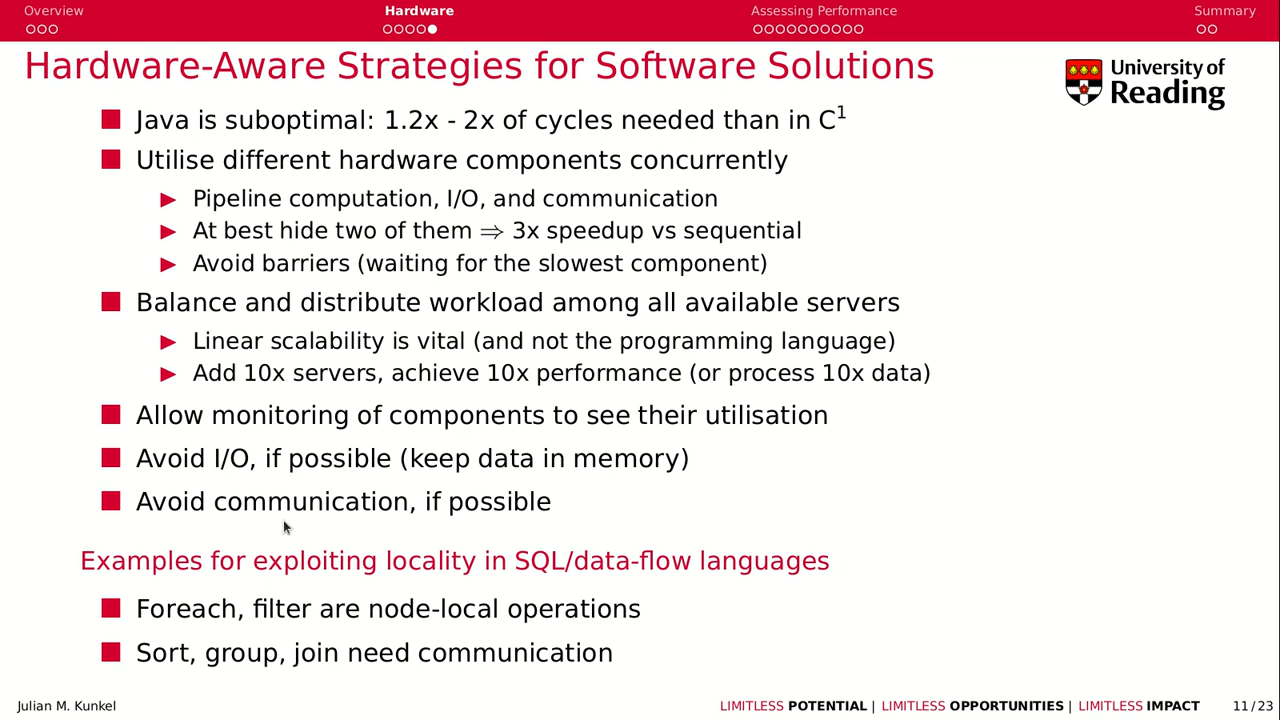 Overview Hardware Assessing Performance Summary
Hardware-Aware Strategies for Software Solutions
University of
Reading
Java is suboptimal: 1.2x - 2x of cycles needed than in C¹
Utilise different hardware components concurrently
Pipeline computation, I/O, and communication
At best hide two of them ⇒ 3x speedup vs sequential
Avoid barriers (waiting for the slowest component)
Balance and distribute workload among all available servers
Linear scalability is vital (and not the programming language)
Add 10x servers, achieve 10x performance (or process 10x data)
Allow monitoring of components to see their utilisation
Avoid I/O, if possible (keep data in memory)
Avoid communication, if possible
Examples for exploiting locality in SQL/data-flow languages
Foreach, filter are node-local operations
Sort, group, join need communication
Julian M. Kunkel LIMITLESS POTENTIAL | LIMITLESS OPPORTUNITIES | LIMITLESS IMPACT 11/23